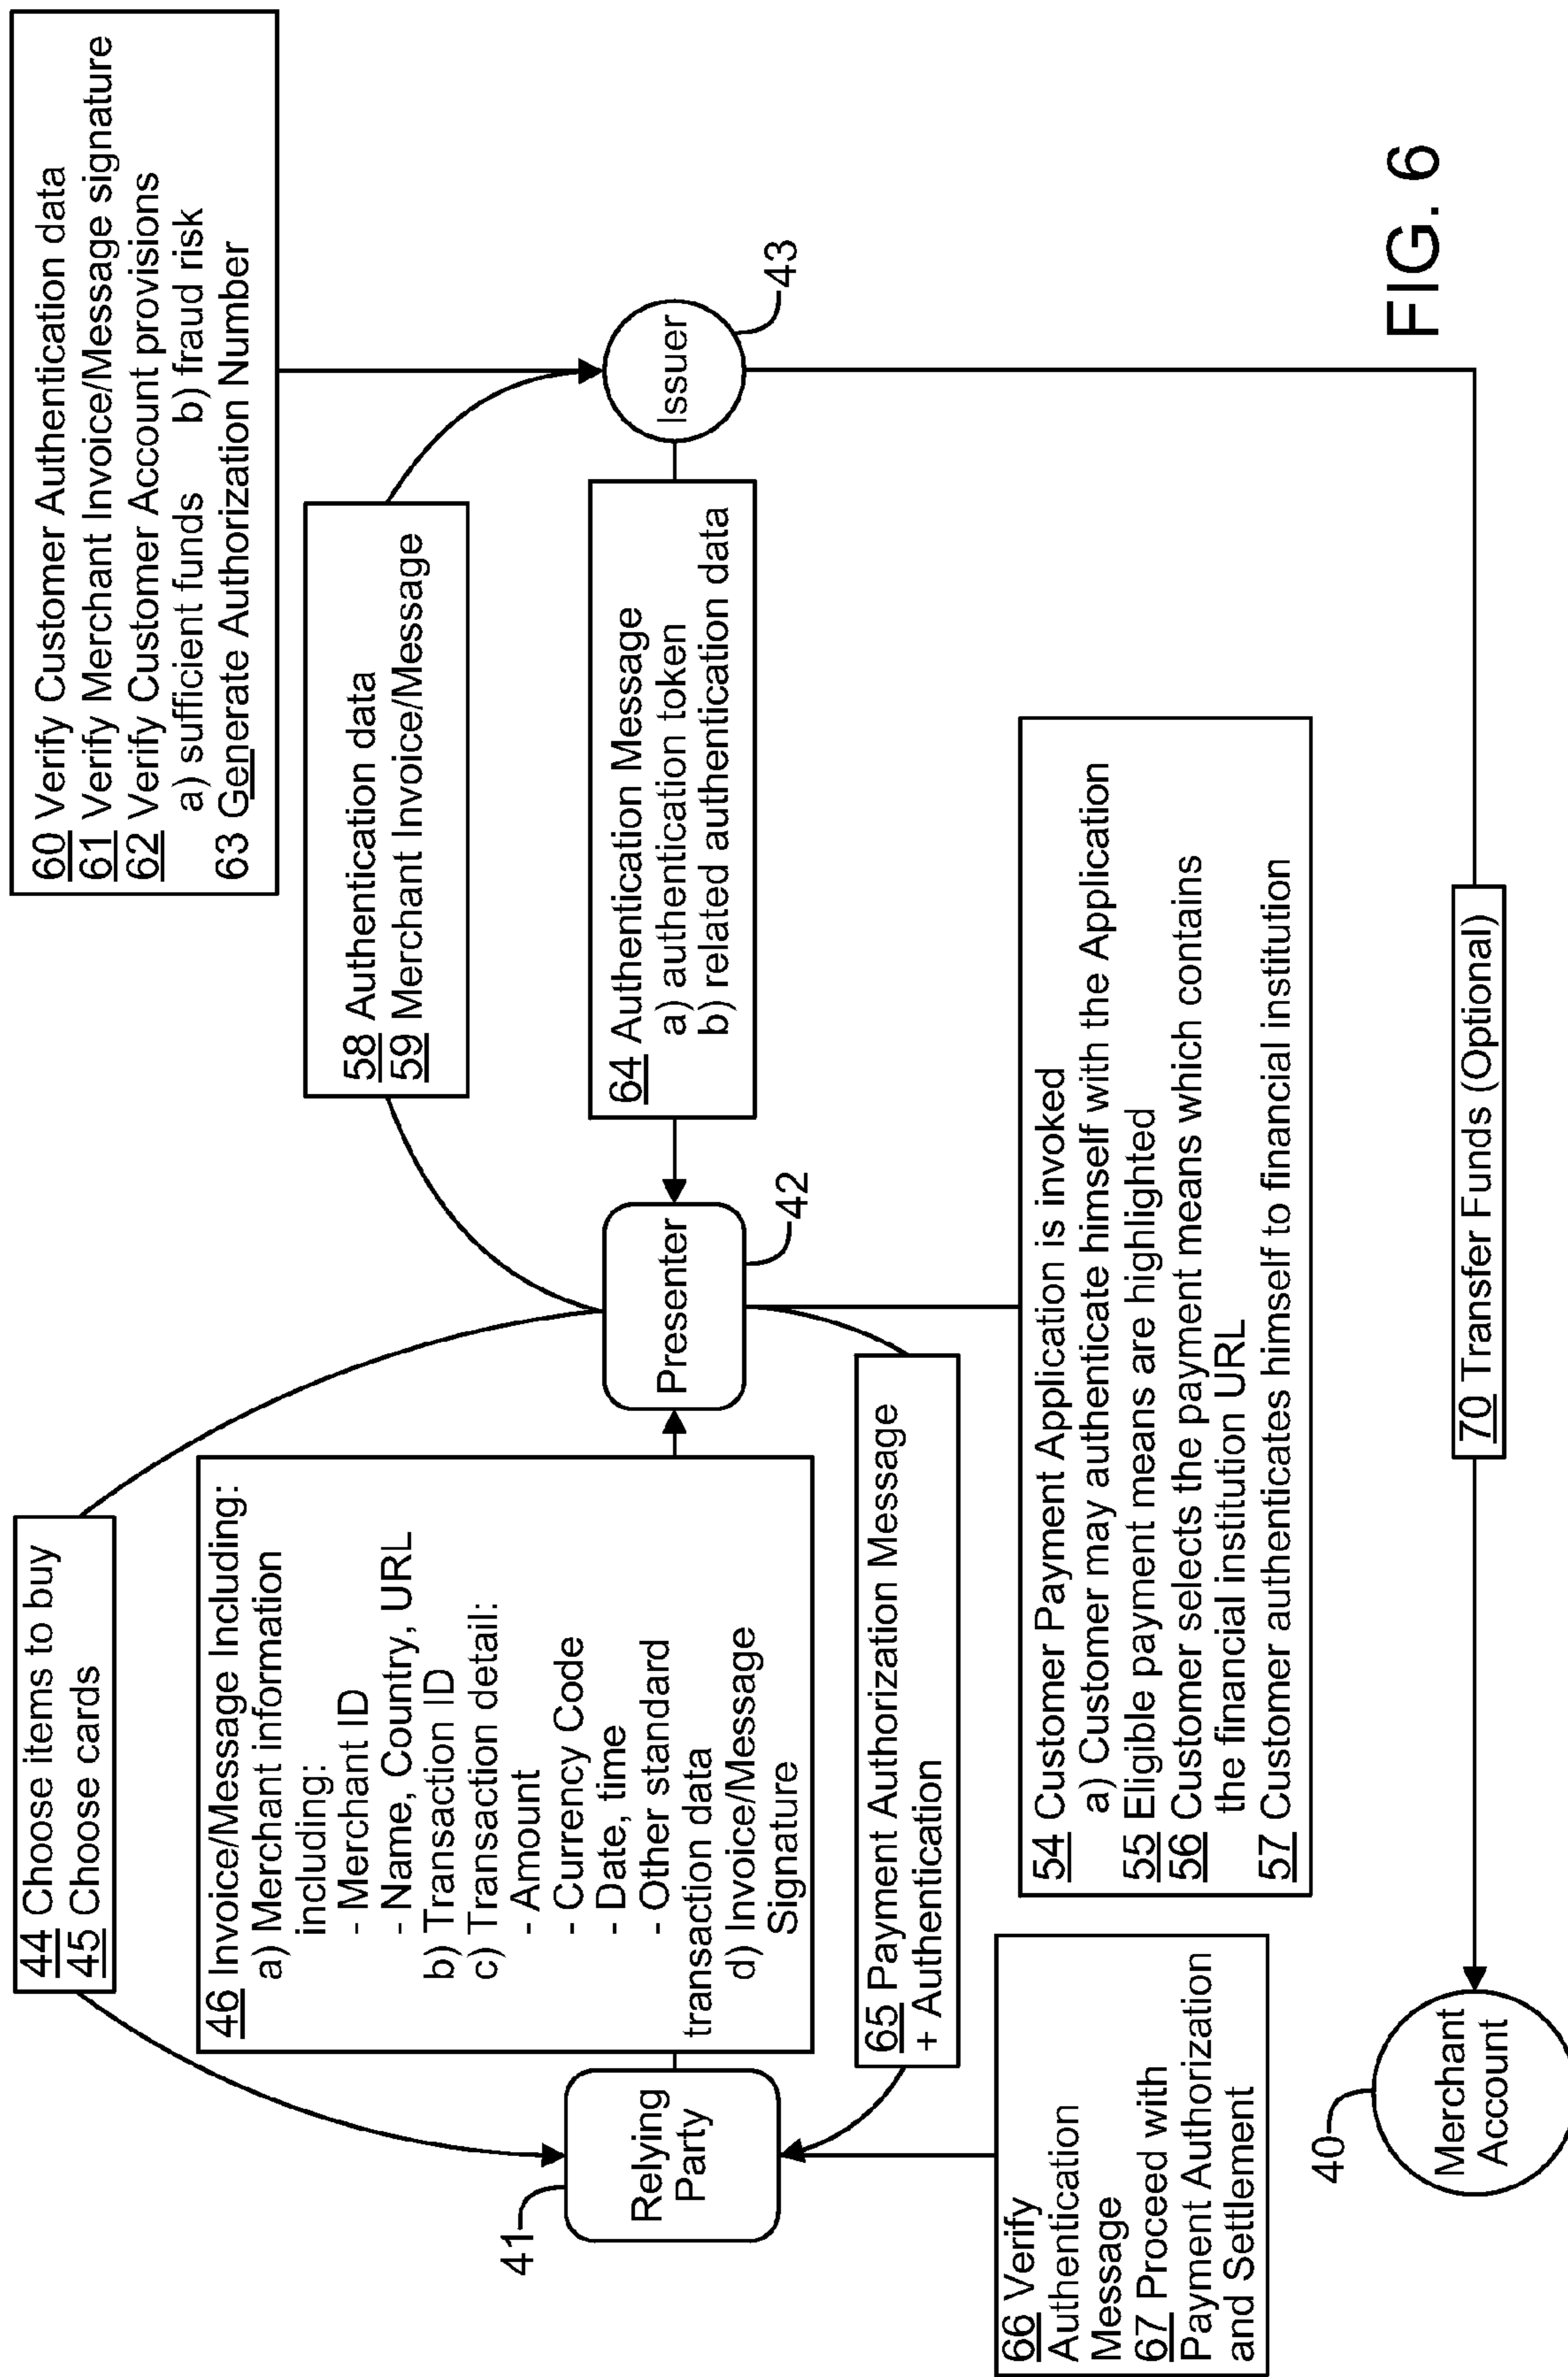 44 Choose items to buy
45 Choose cards
60 Verify Customer Authentication data
61 Verify Merchant Invoice/Message signature
62 Verify Customer Account provisions
a) sufficient funds b) fraud risk
63 Generate Authorization Number
46 Invoice/Message Including:
a) Merchant information
including:
- Merchant ID
- Name, Country, URL
b) Transaction ID
c) Transaction detail:
- Amount
- Currency Code
- Date, time
- Other standard
transaction data
d) Invoice/Message
Signature
58 Authentication data
59 Merchant Invoice/Message
41
Relying
Party
Presenter
42
64 Authentication Message
a) authentication token
b) related authentication data
Issuer
43
65 Payment Authorization Message
+ Authentication
66 Verify
Authentication
Message
67 Proceed with
Payment Authorization
and Settlement
54 Customer Payment Application is invoked
a) Customer may authenticate himself with the Application
55 Eligible payment means are highlighted
56 Customer selects the payment means which contains
the financial institution URL
57 Customer authenticates himself to financial institution
40
Merchant
Account
70 Transfer Funds (Optional)
FIG. 6